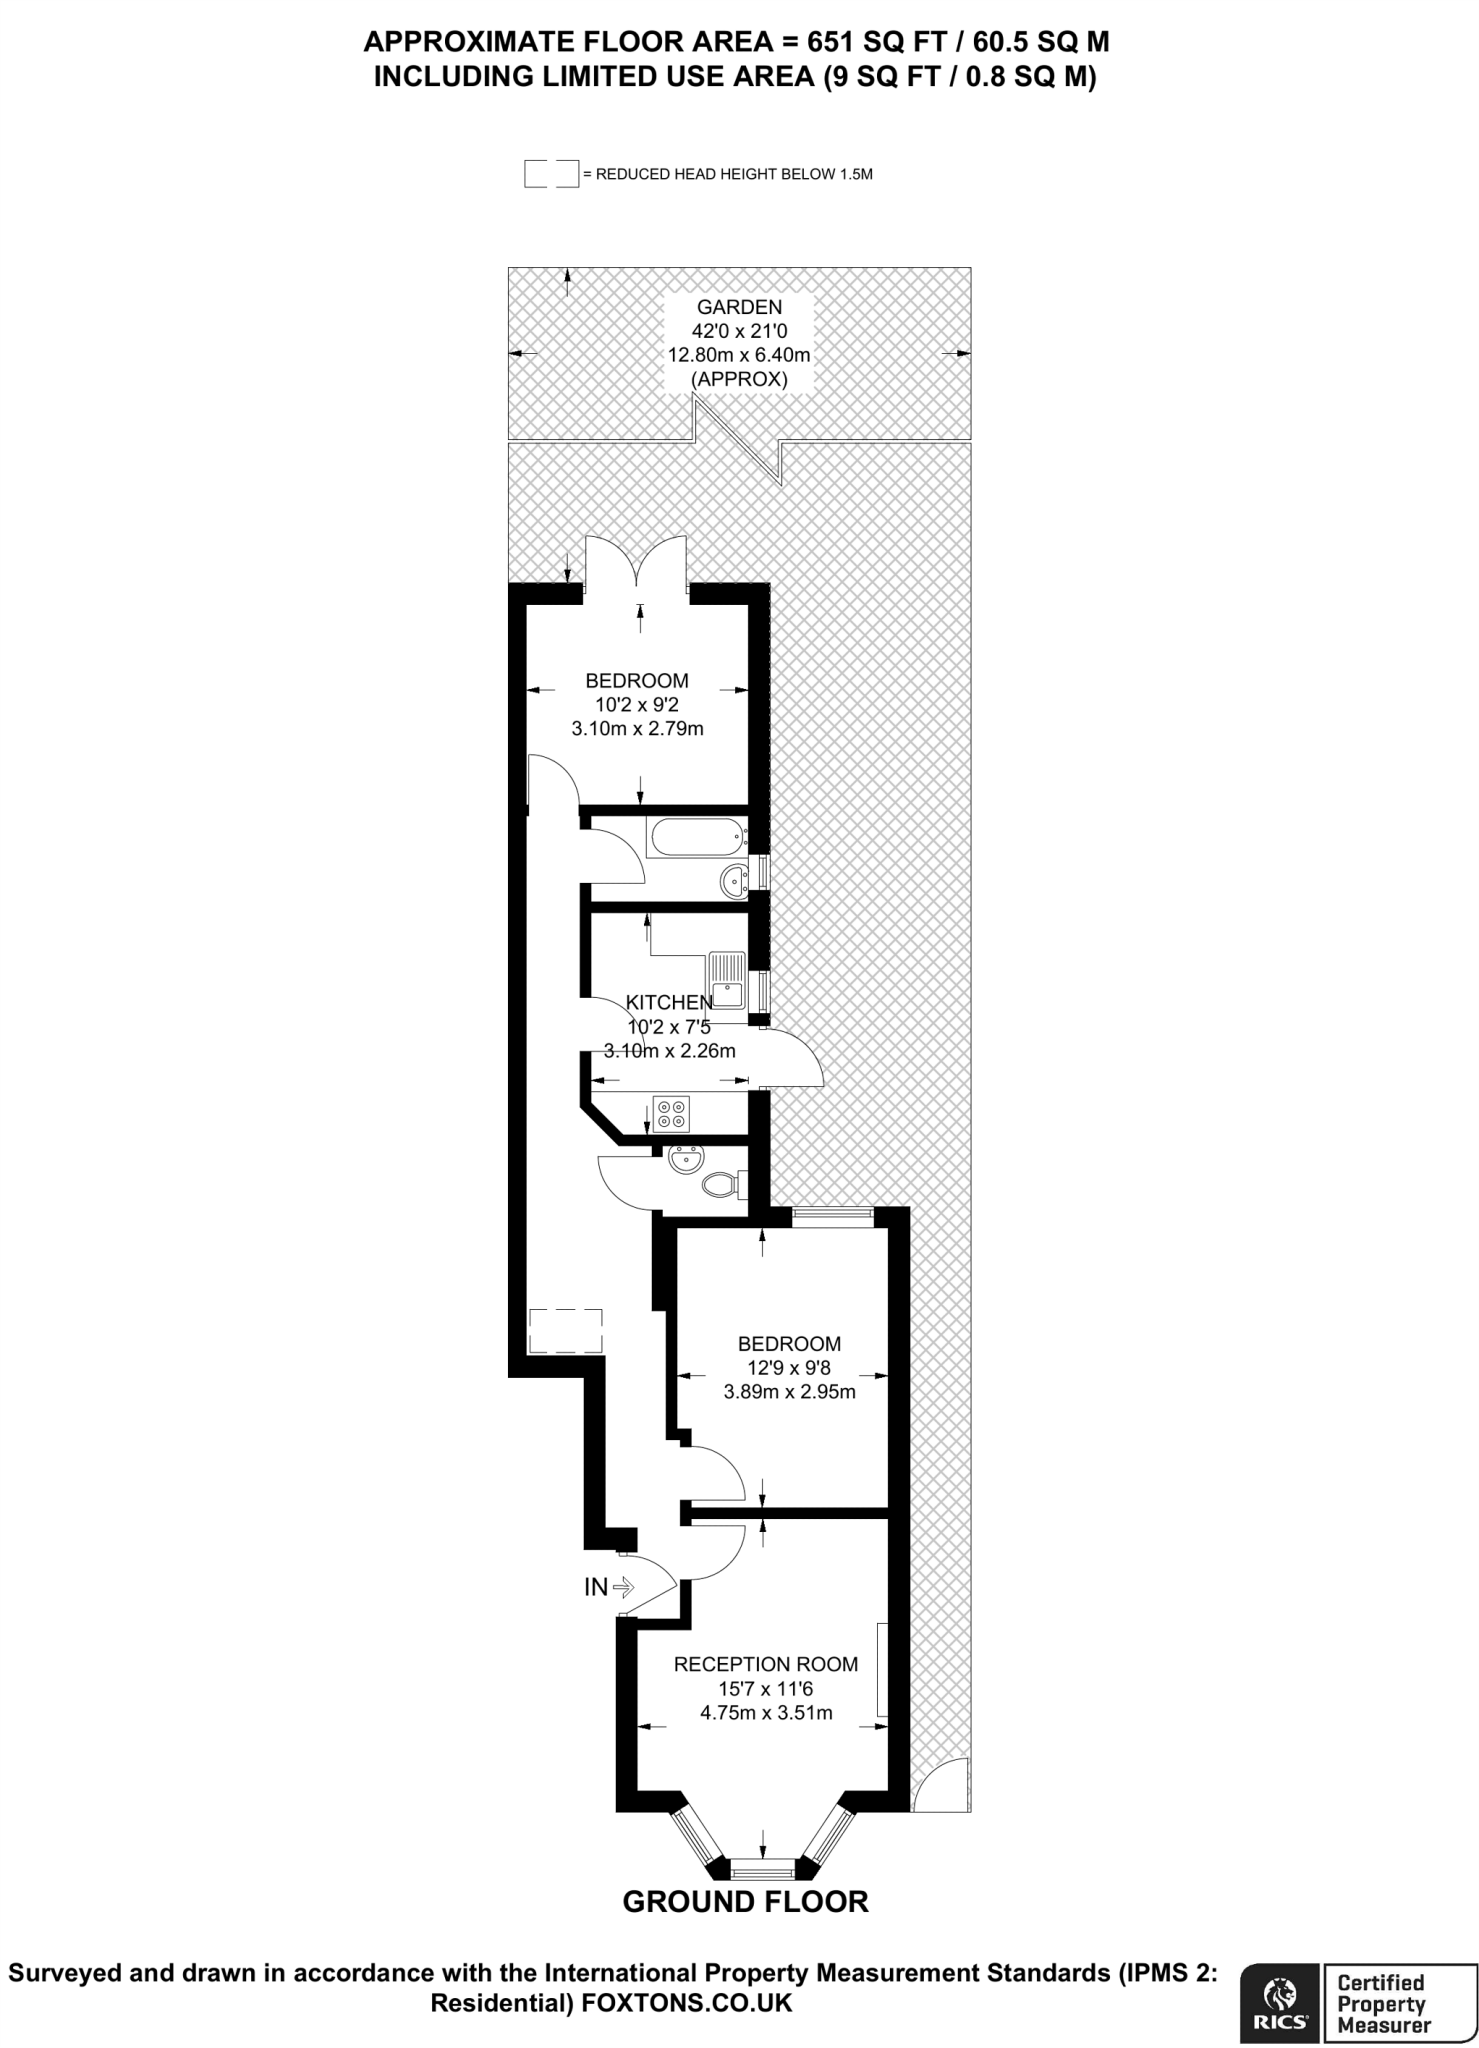 APPROXIMATE FLOOR AREA = 651 SQ FT / 60.5 SQ M
INCLUDING LIMITED USE AREA (9 SQ FT / 0.8 SQ M)
= REDUCED HEAD HEIGHT BELOW 1.5M
GARDEN
42'0 x 21'0
12.80m x 6.40m
(APPROX)
BEDROOM
10'2 x 9'2
3.10m x 2.79m
KITCHEN
10'2 x 7'5
3.10m x 2.26m
BEDROOM
12'9 x 9'8
3.89m x 2.95m
IN
RECEPTION ROOM
15'7 x 11'6
4.75m x 3.51m
GROUND FLOOR
Surveyed and drawn in accordance with the International Property Measurement Standards (IPMS 2:
Residential) FOXTONS.CO.UK
RICS
Certified
Property
Measurer